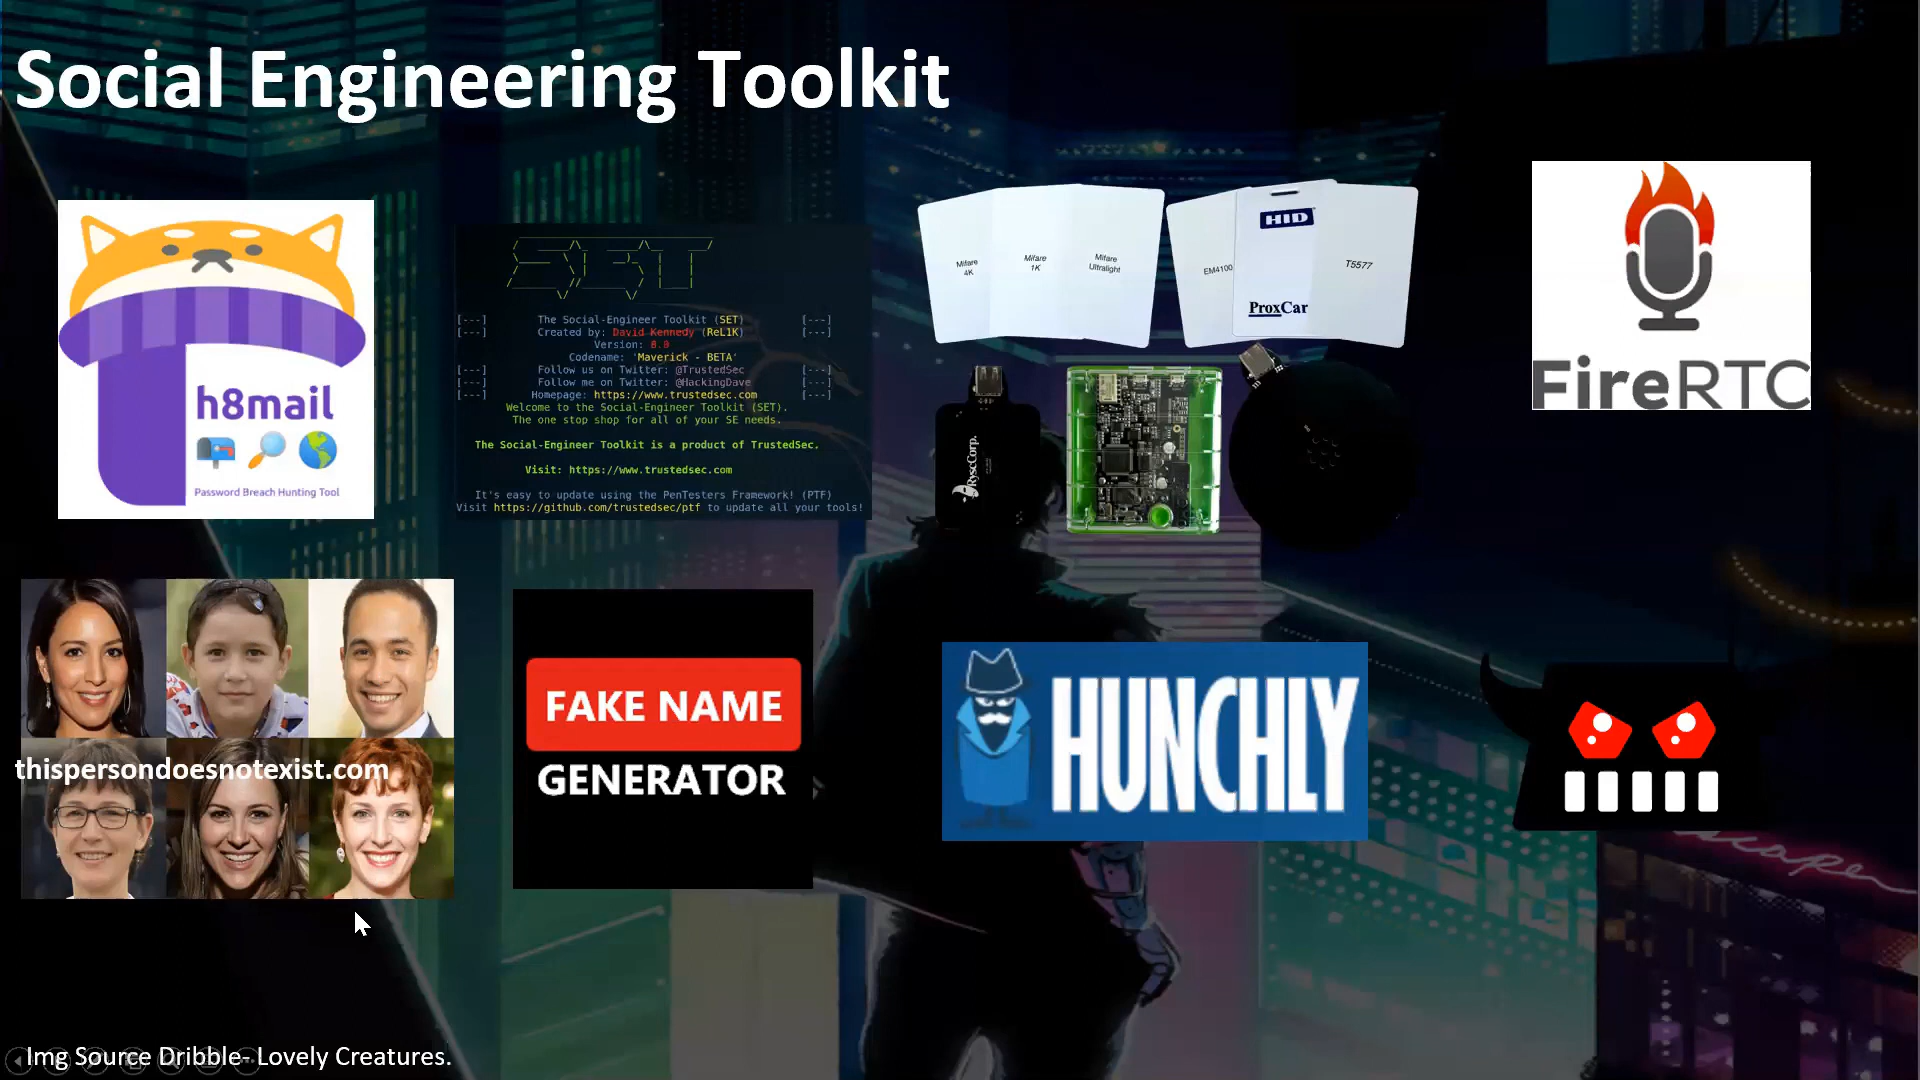 Social Engineering Toolkit
h8mail
Password Breach Hunting Tool
[---] The Social-Engineer Toolkit (SET) [---]
[---] Created by: David Kennedy (ReL1K) [---]
Version: 8.0
Codename: 'Maverick - BETA'
[---] Follow us on Twitter: @TrustedSec [---]
[---] Follow me on Twitter: @HackingDave [---]
[---] Homepage: https://www.trustedsec.com [---]
Welcome to the Social-Engineer Toolkit (SET).
The one stop shop for all of your SE needs.
The Social-Engineer Toolkit is a product of TrustedSec.
Visit: https://www.trustedsec.com
It's easy to update using the PenTesters Framework! (PTF)
Visit https://github.com/trustedsec/ptf to update all your tools!
Mifare
4K
Mifare
1K
Mifare
Ultralight
EM4100
HID
ProxCar
T5577
RyscCorp.
FireRTC
thispersondoesnotexist.com
FAKE NAME
GENERATOR
HUNCHLY
Img Source Dribble- Lovely Creatures.